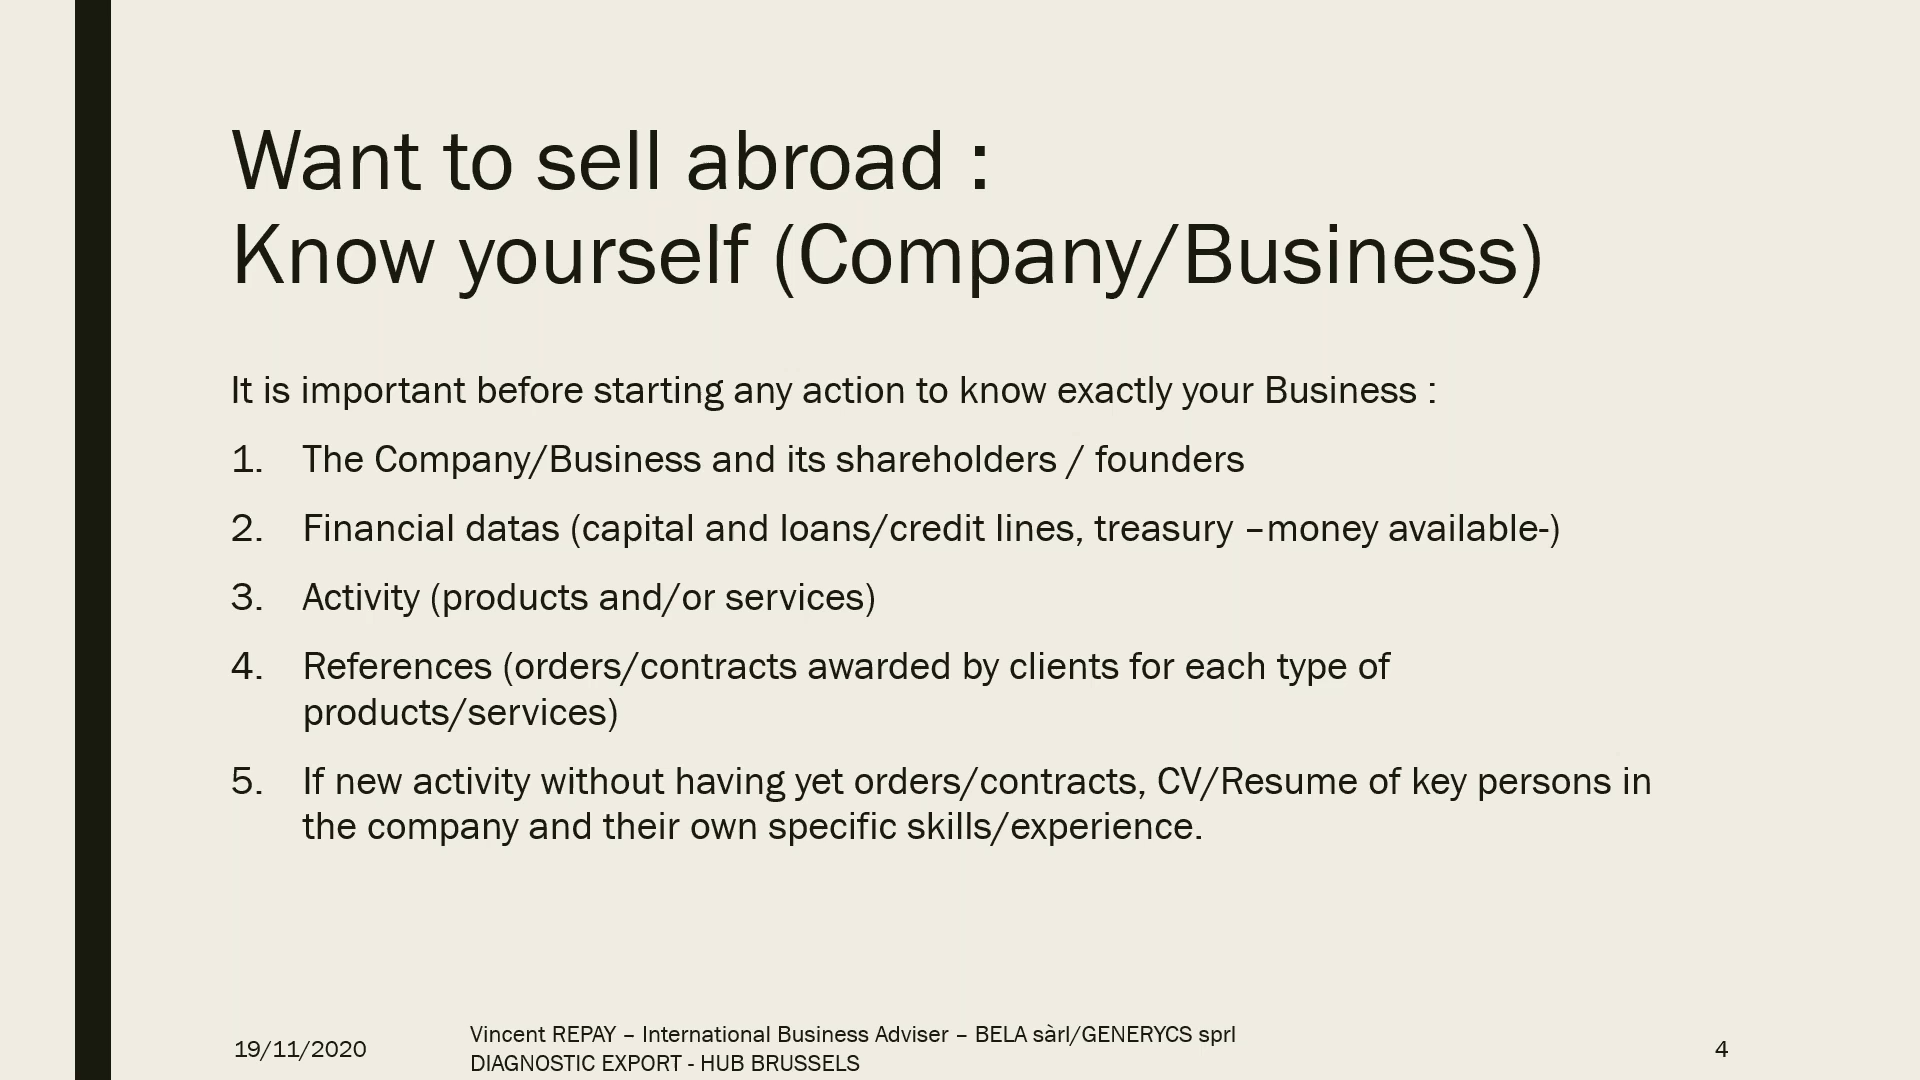 Want to sell abroad :
Know yourself (Company/Business)
It is important before starting any action to know exactly your Business :
1. The Company/Business and its shareholders / founders
2. Financial datas (capital and loans/credit lines, treasury –money available-)
3. Activity (products and/or services)
4. References (orders/contracts awarded by clients for each type of
products/services)
5. If new activity without having yet orders/contracts, CV/Resume of key persons in
the company and their own specific skills/experience.
19/11/2020
Vincent REPAY – International Business Adviser – BELA sàrl/GENERYCS sprl
DIAGNOSTIC EXPORT - HUB BRUSSELS
4